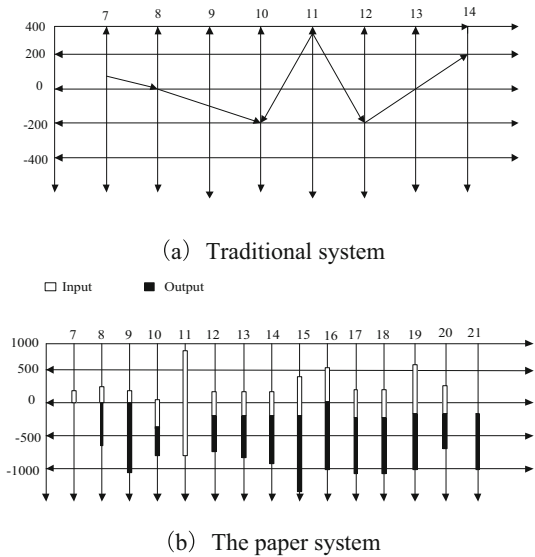 7 8 9 10 11 12 13 14
400
200
0
-200
-400
(a) Traditional system
Input Output
7 8 9 10 11 12 13 14 15 16 17 18 19 20 21
1000
500
0
-500
-1000
(b) The paper system